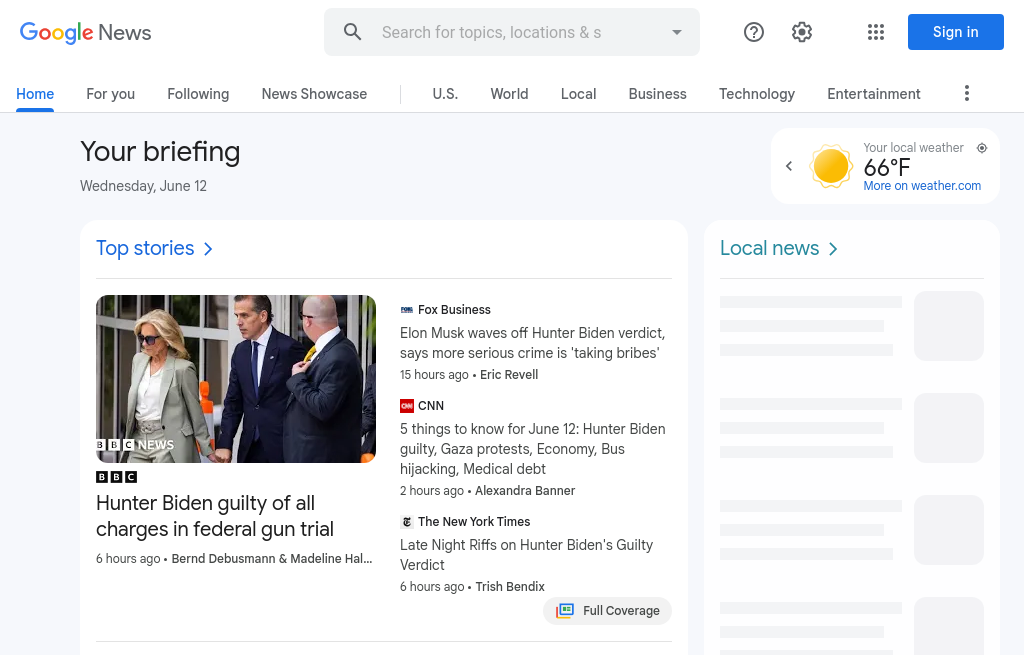 Google News
Search for topics, locations & s
Sign in
Home
For you
Following
News Showcase
U.S.
World
Local
Business
Technology
Entertainment
Your briefing
Wednesday, June 12
Your local weather
66°F
More on weather.com
Top stories
BBC NEWS
BBC
Hunter Biden guilty of all
charges in federal gun trial
6 hours ago • Bernd Debusmann & Madeline Hal...
Fox Business
Elon Musk waves off Hunter Biden verdict,
says more serious crime is 'taking bribes'
15 hours ago • Eric Revell
CNN
CNN
5 things to know for June 12: Hunter Biden
guilty, Gaza protests, Economy, Bus
hijacking, Medical debt
2 hours ago • Alexandra Banner
The New York Times
Late Night Riffs on Hunter Biden's Guilty
Verdict
6 hours ago • Trish Bendix
Full Coverage
Local news